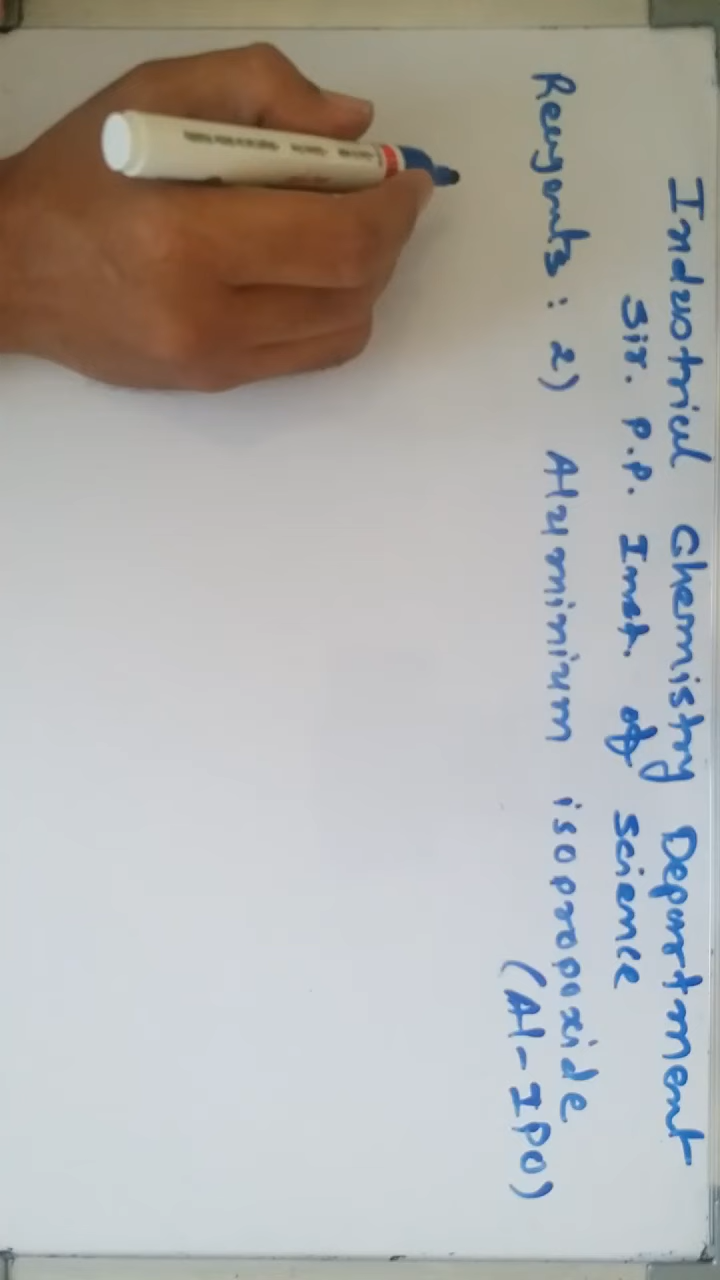 Industrial Chemistry Department
Sir. P.P. Inst. of science
Reagents : 2) Aluminium isopropoxide
(Al-IPO)